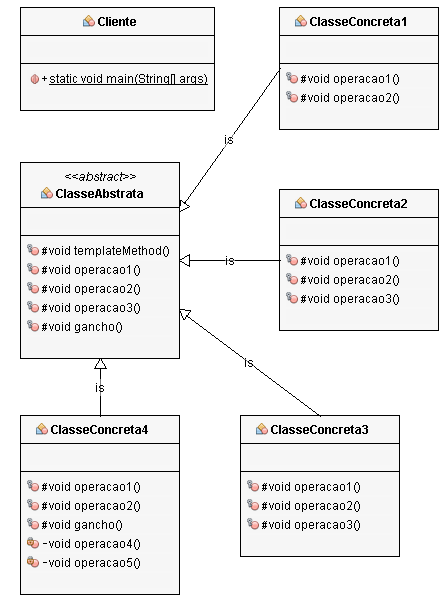 Cliente
+static void main(String[] args)
ClasseConcreta1
#void operacao1()
#void operacao2()
is
<<abstract>>
ClasseAbstrata
#void templateMethod()
#void operacao1()
#void operacao2()
#void operacao3()
#void gancho()
is
ClasseConcreta2
#void operacao1()
#void operacao2()
#void operacao3()
is
is
ClasseConcreta4
#void operacao1()
#void operacao2()
#void gancho()
-void operacao4()
-void operacao5()
ClasseConcreta3
#void operacao1()
#void operacao2()
#void operacao3()